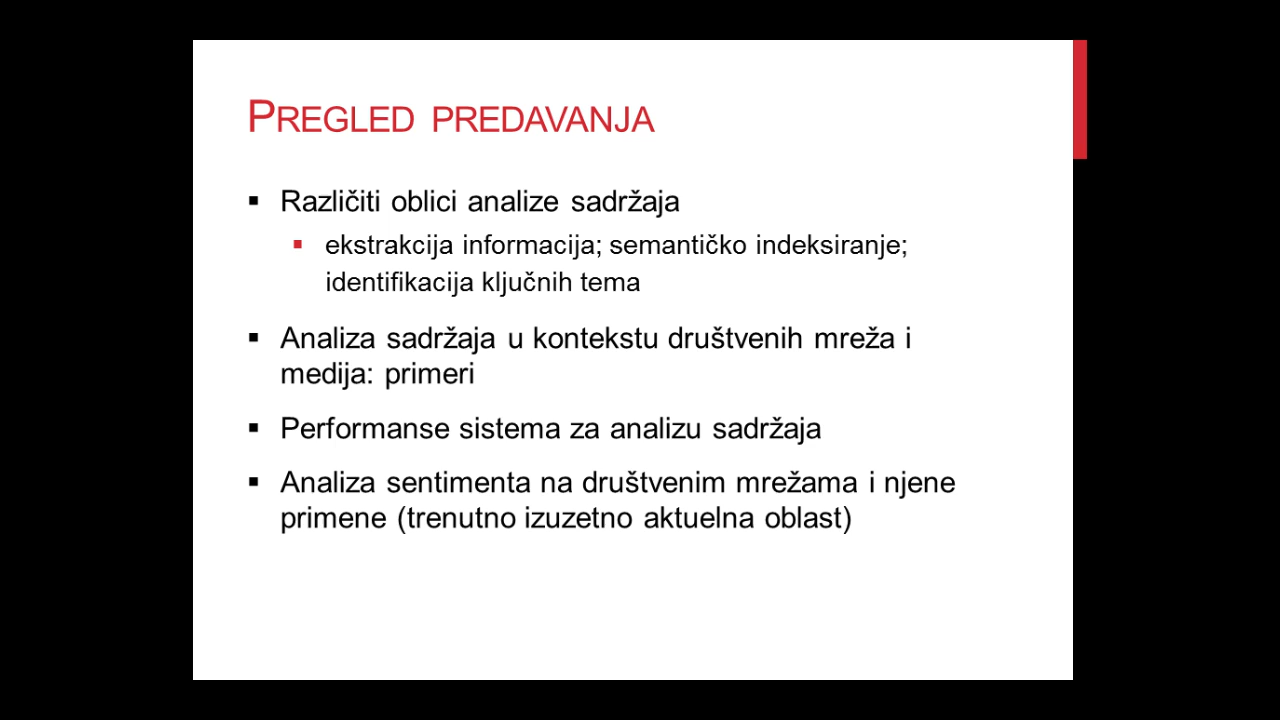 PREGLED PREDAVANJA
▪ Različiti oblici analize sadržaja
▪ ekstrakcija informacija; semantičko indeksiranje;
identifikacija ključnih tema
▪ Analiza sadržaja u kontekstu društvenih mreža i
medija: primeri
▪ Performanse sistema za analizu sadržaja
▪ Analiza sentimenta na društvenim mrežama i njene
primene (trenutno izuzetno aktuelna oblast)